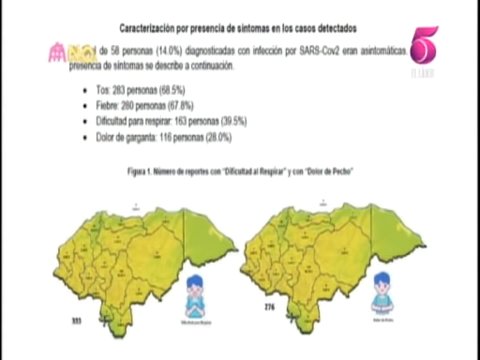 Caracterización por presencia de síntomas en los casos detectados
de 58 personas (14.0%) diagnosticadas con infección por SARS-Cov2 eran asintomáticas.
presencia de síntomas se describe a continuación.
• Tos: 283 personas (68.5%)
• Fiebre: 280 personas (67.8%)
• Dificultad para respirar: 163 personas (39.5%)
• Dolor de garganta: 116 personas (28.0%)
Figura 1. Número de reportes con "Dificultad al Respirar" y con "Dolor de Pecho"
333
276
5